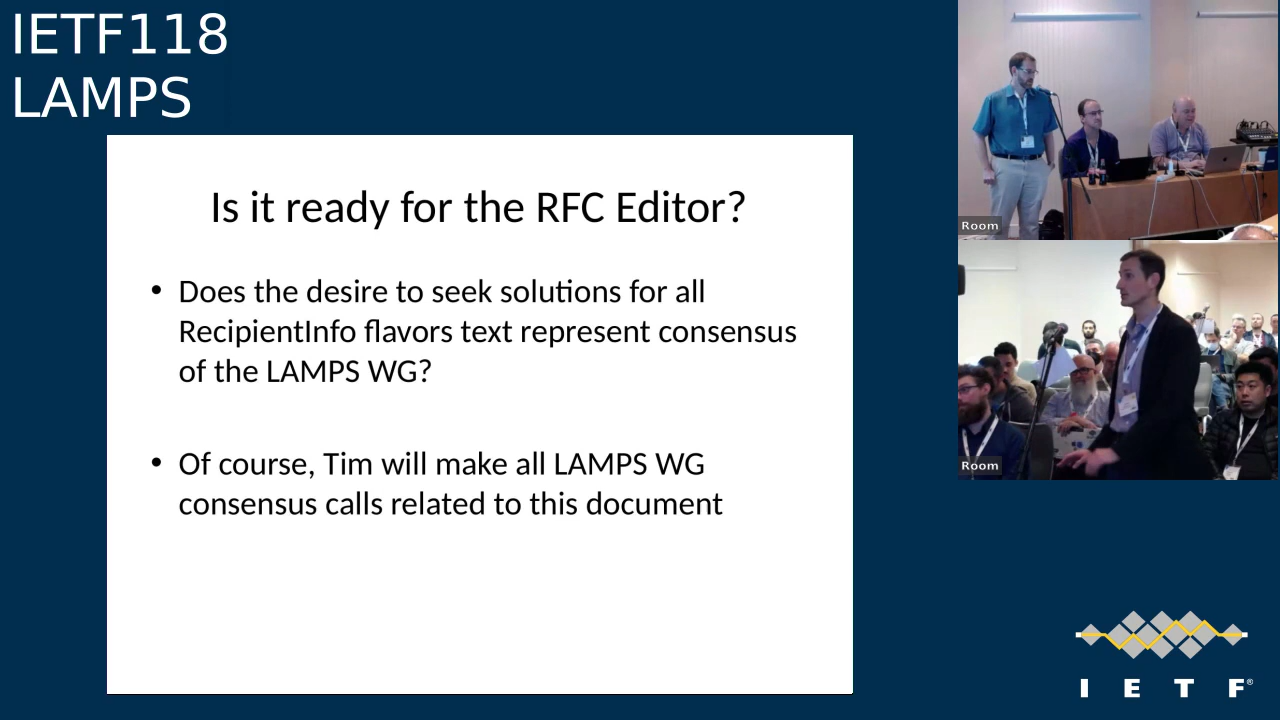 IETF118
LAMPS
Is it ready for the RFC Editor?
• Does the desire to seek solutions for all
RecipientInfo flavors text represent consensus
of the LAMPS WG?
• Of course, Tim will make all LAMPS WG
consensus calls related to this document
Room
Room
I E T F®